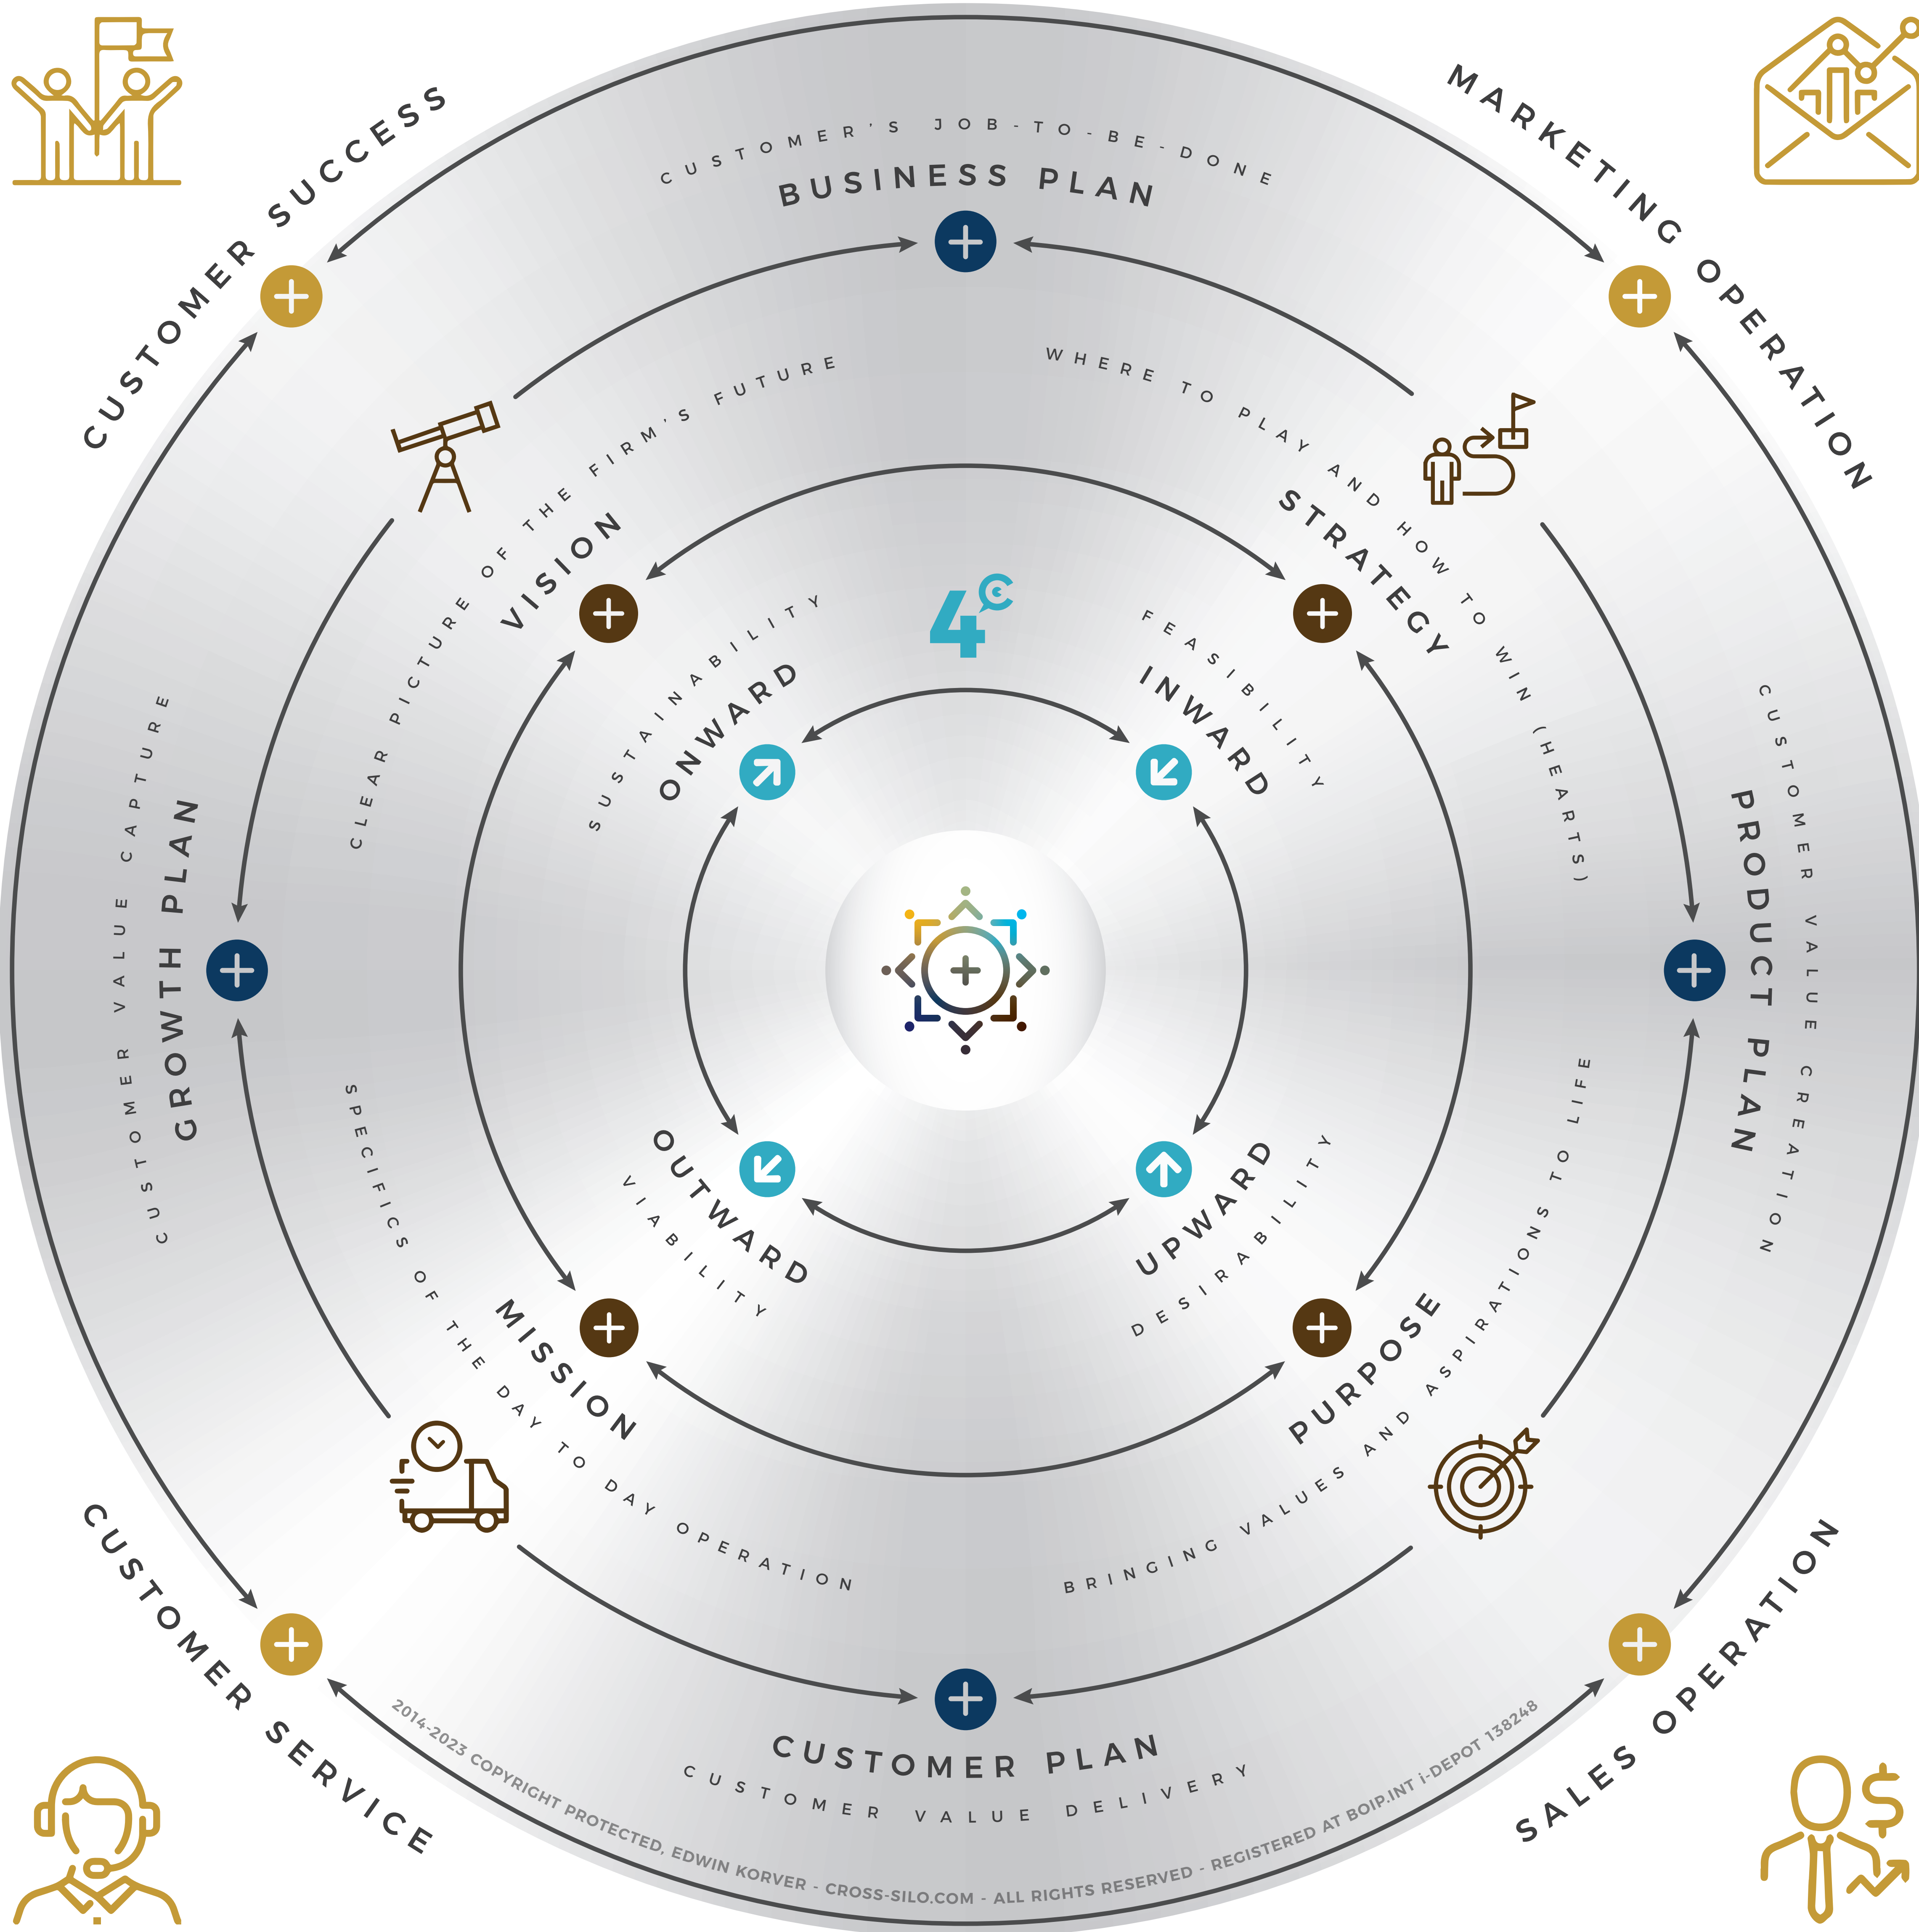 CUSTOMER SUCCESS
MARKETING OPERATION
CUSTOMER'S JOB-TO-BE-DONE
BUSINESS PLAN
CLEAR PICTURE OF THE FIRM'S FUTURE
VISION
WHERE TO PLAY AND HOW TO WIN (HEARTS)
STRATEGY
4C
SUSTAINABILITY
ONWARD
FEASIBILITY
INWARD
CUSTOMER VALUE CAPTURE
GROWTH PLAN
CUSTOMER VALUE CREATION
PRODUCT PLAN
OUTWARD
VIABILITY
UPWARD
DESIRABILITY
MISSION
SPECIFICS OF THE DAY TO DAY OPERATION
PURPOSE
BRINGING VALUES AND ASPIRATIONS TO LIFE
CUSTOMER PLAN
CUSTOMER VALUE DELIVERY
CUSTOMER SERVICE
SALES OPERATION
$
2014-2023 COPYRIGHT PROTECTED, EDWIN KORVER - CROSS-SILO.COM - ALL RIGHTS RESERVED - REGISTERED AT BOIP.INT i-DEPOT 138248